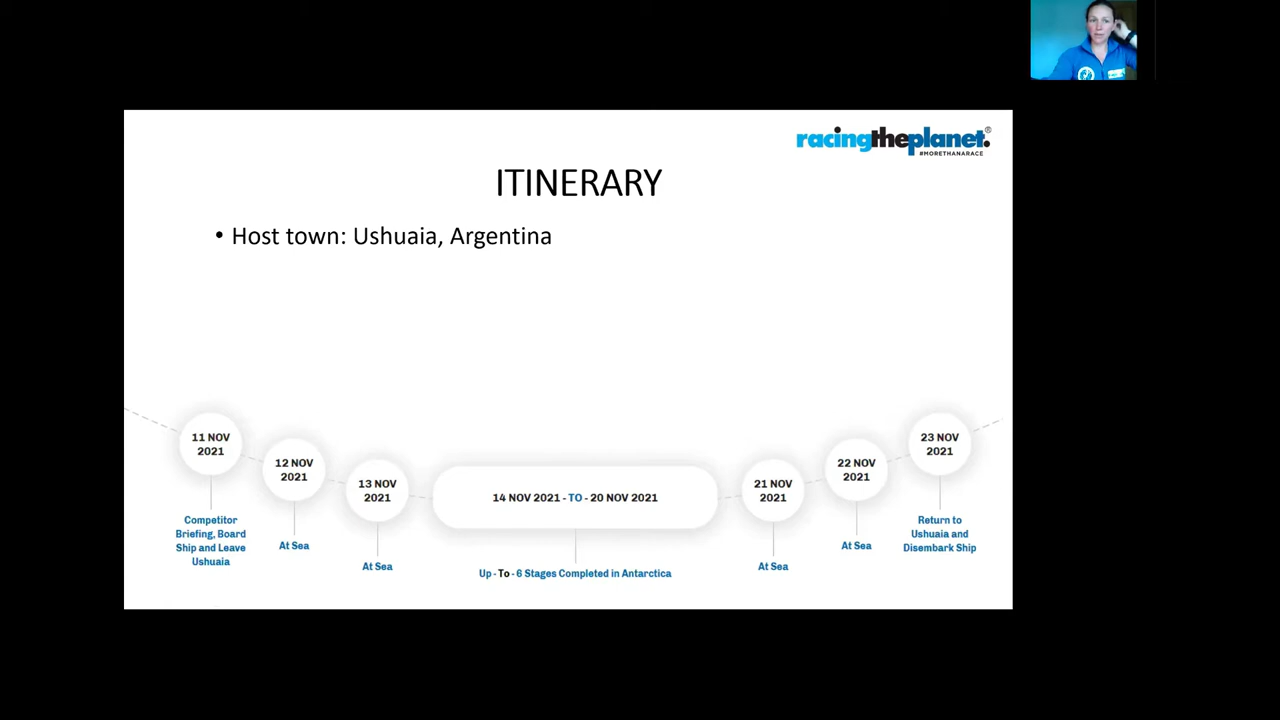 racingtheplanet.®
#MORETHANARACE
ITINERARY
• Host town: Ushuaia, Argentina
11 NOV
2021
Competitor
Briefing, Board
Ship and Leave
Ushuaia
12 NOV
2021
At Sea
13 NOV
2021
At Sea
14 NOV 2021 - TO - 20 NOV 2021
Up - To - 6 Stages Completed in Antarctica
21 NOV
2021
At Sea
22 NOV
2021
At Sea
23 NOV
2021
Return to
Ushuaia and
Disembark Ship